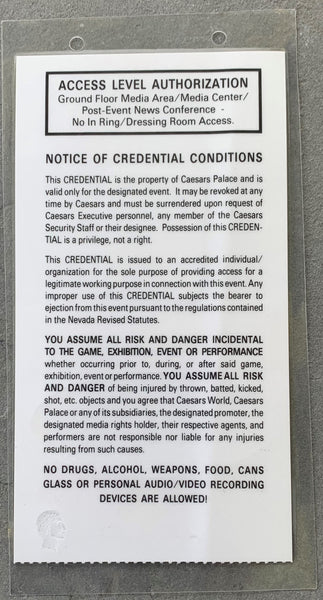 ACCESS LEVEL AUTHORIZATION
Ground Floor Media Area/Media Center/
Post-Event News Conference -
No In Ring/Dressing Room Access.
NOTICE OF CREDENTIAL CONDITIONS
This CREDENTIAL is the property of Caesars Palace and is
valid only for the designated event. It may be revoked at any
time by Caesars and must be surrendered upon request of
Caesars Executive personnel, any member of the Caesars
Security Staff or their designee. Possession of this CREDEN-
TIAL is a privilege, not a right.
This CREDENTIAL is issued to an accredited individual/
organization for the sole purpose of providing access for a
legitimate working purpose in connection with this event. Any
improper use of this CREDENTIAL subjects the bearer to
ejection from this event pursuant to the regulations contained
in the Nevada Revised Statutes.
YOU ASSUME ALL RISK AND DANGER INCIDENTAL
TO THE GAME, EXHIBITION, EVENT OR PERFORMANCE
whether occurring prior to, during, or after said game,
exhibition, event or performance. YOU ASSUME ALL RISK
AND DANGER of being injured by thrown, batted, kicked,
shot, etc. objects and you agree that Caesars World, Caesars
Palace or any of its subsidiaries, the designated promoter, the
designated media rights holder, their respective agents, and
performers are not responsible nor liable for any injuries
resulting from such causes.
NO DRUGS, ALCOHOL, WEAPONS, FOOD, CANS
GLASS OR PERSONAL AUDIO/VIDEO RECORDING
DEVICES ARE ALLOWED!